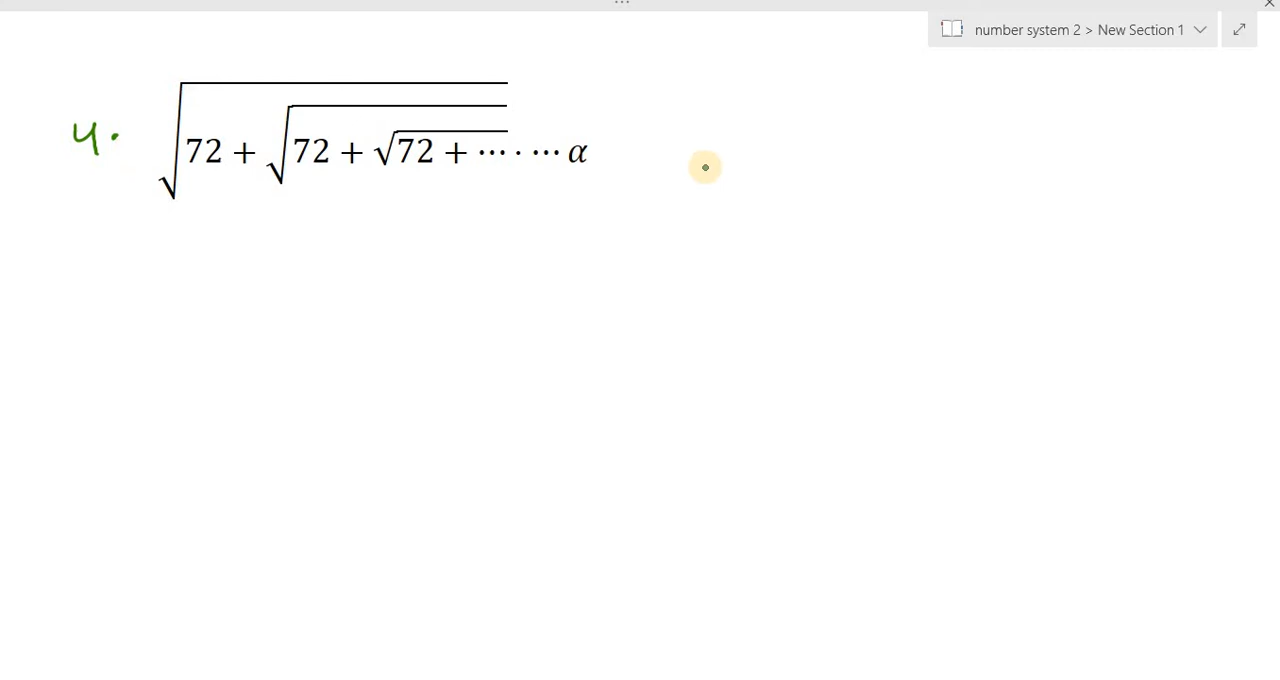 number system 2 > New Section 1
4. √72 + √72 + √72 + ⋯ . ⋯ α